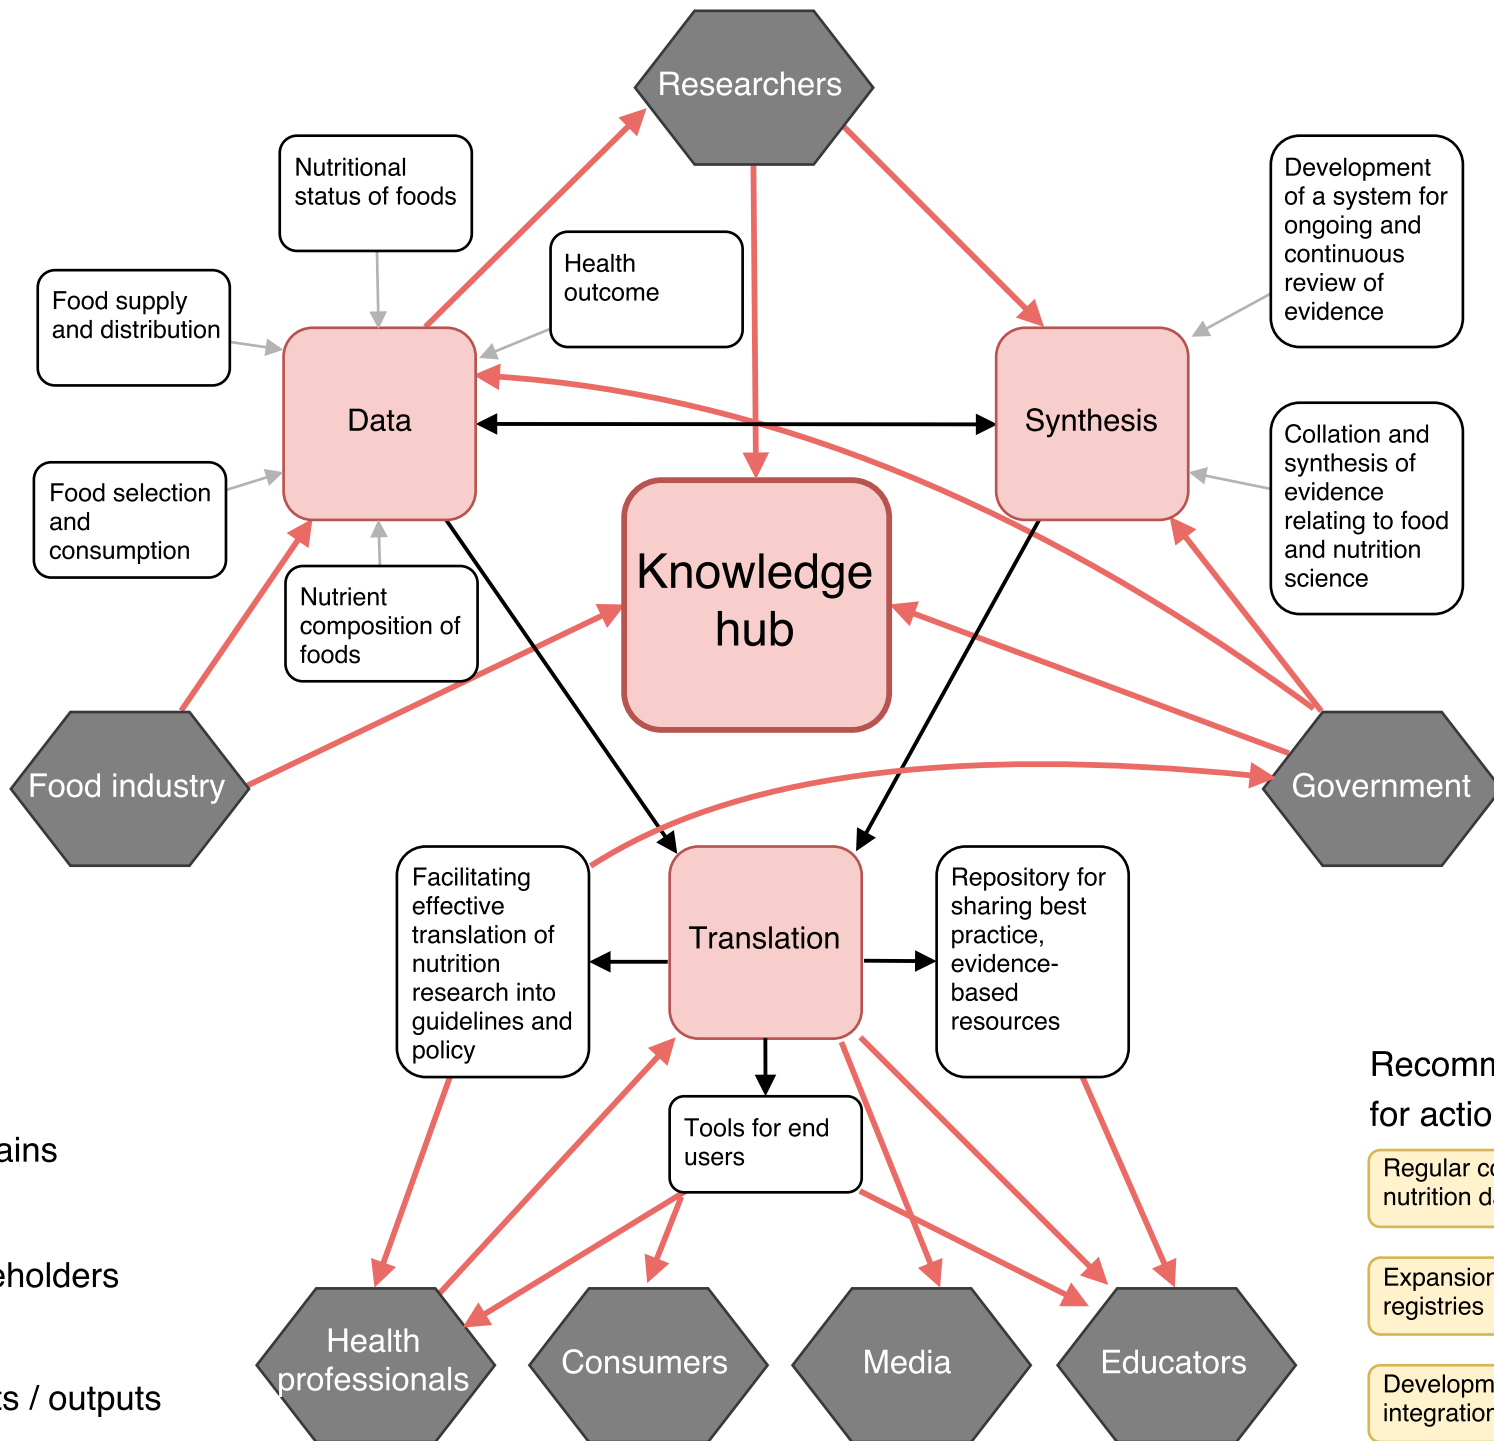 Researchers
Nutritional
status of foods
Development
of a system for
ongoing and
continuous
review of
evidence
Health
outcome
Food supply
and distribution
Data
Synthesis
Collation and
synthesis of
evidence
relating to food
and nutrition
science
Food selection
and
consumption
Knowledge
hub
Nutrient
composition of
foods
Food industry
Government
Facilitating
effective
translation of
nutrition
research into
guidelines and
policy
Translation
Repository for
sharing best
practice,
evidence-
based
resources
Tools for end
users
Recomm
for actio
ains
Regular co
nutrition da
eholders
Expansion
registries
Health
professionals
Consumers
Media
Educators
ts / outputs
Developm
integration